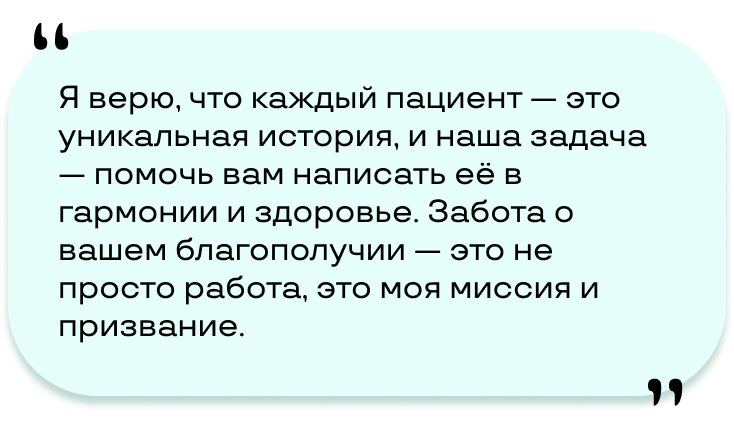 “
Я верю, что каждый пациент — это
уникальная история, и наша задача
— помочь вам написать её в
гармонии и здоровье. Забота о
вашем благополучии — это не
просто работа, это моя миссия и
призвание.
”